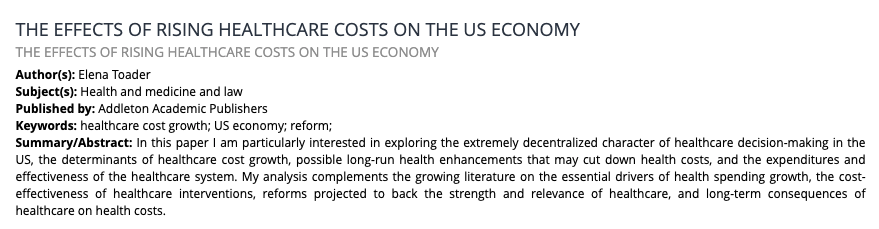 THE EFFECTS OF RISING HEALTHCARE COSTS ON THE US ECONOMY
THE EFFECTS OF RISING HEALTHCARE COSTS ON THE US ECONOMY
Author(s): Elena Toader
Subject(s): Health and medicine and law
Published by: Addleton Academic Publishers
Keywords: healthcare cost growth; US economy; reform;
Summary/Abstract: In this paper I am particularly interested in exploring the extremely decentralized character of healthcare decision-making in the
US, the determinants of healthcare cost growth, possible long-run health enhancements that may cut down health costs, and the expenditures and
effectiveness of the healthcare system. My analysis complements the growing literature on the essential drivers of health spending growth, the cost-
effectiveness of healthcare interventions, reforms projected to back the strength and relevance of healthcare, and long-term consequences of
healthcare on health costs.